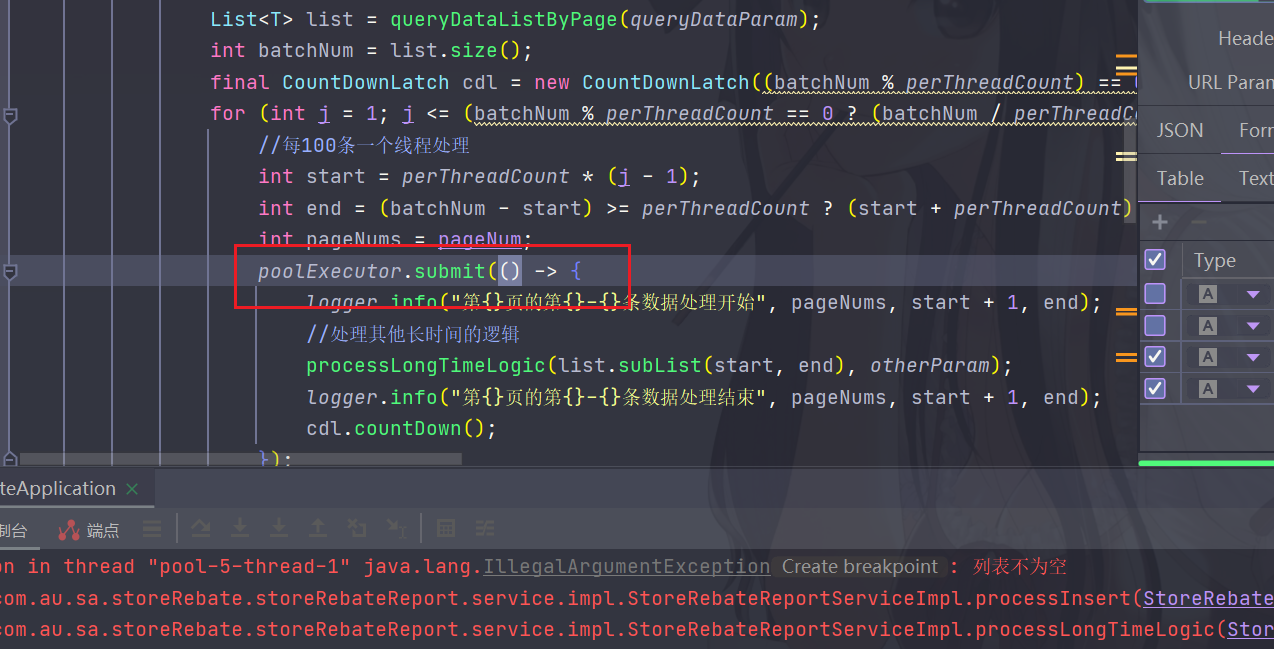 List<T> list = queryDataListByPage(queryDataParam);
int batchNum = list.size();
final CountDownLatch cdl = new CountDownLatch((batchNum % perThreadCount) ==
for (int j = 1; j <= (batchNum % perThreadCount == 0 ? (batchNum / perThreadC
//每100条一个线程处理
int start = perThreadCount * (j - 1);
int end = (batchNum - start) >= perThreadCount ? (start + perThreadCount)
int pageNums = pageNum;
poolExecutor.submit(() -> {
logger.info("第{}页的第{}-{}条数据处理开始", pageNums, start + 1, end);
//处理其他长时间的逻辑
processLongTimeLogic(list.subList(start, end), otherParam);
logger.info("第{}页的第{}-{}条数据处理结束", pageNums, start + 1, end);
cdl.countDown();
});
Heade
URL Param
JSON Forr
Table Text
Type
A
A
A
A
teApplication
制台 端点
on in thread "pool-5-thread-1" java.lang.IllegalArgumentException Create breakpoint : 列表不为空
com.au.sa.storeRebate.storeRebateReport.service.impl.StoreRebateReportServiceImpl.processInsert(StoreRebate
com.au.sa.storeRebate.storeRebateReport.service.impl.StoreRebateReportServiceImpl.processLongTimeLogic(Stor